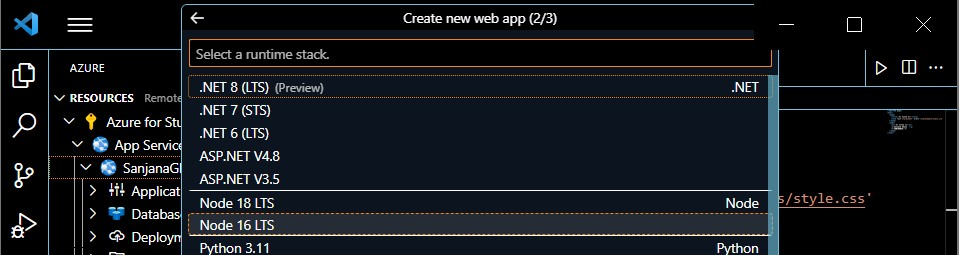 Create new web app (2/3)
Select a runtime stack.
AZURE
RESOURCES Remote
Azure for Stu
App Service
SanjanaG
Applicat
Databas
Deploym
.NET 8 (LTS) (Preview) .NET
.NET 7 (STS)
.NET 6 (LTS)
ASP.NET V4.8
ASP.NET V3.5
Node 18 LTS Node
Node 16 LTS
Python 3.11 Python
s/style.css'